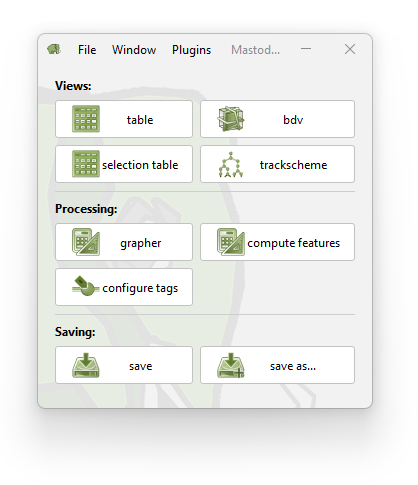 File Window Plugins Mastod...
Views:
table bdv
selection table trackscheme
Processing:
grapher compute features
configure tags
Saving:
save save as...